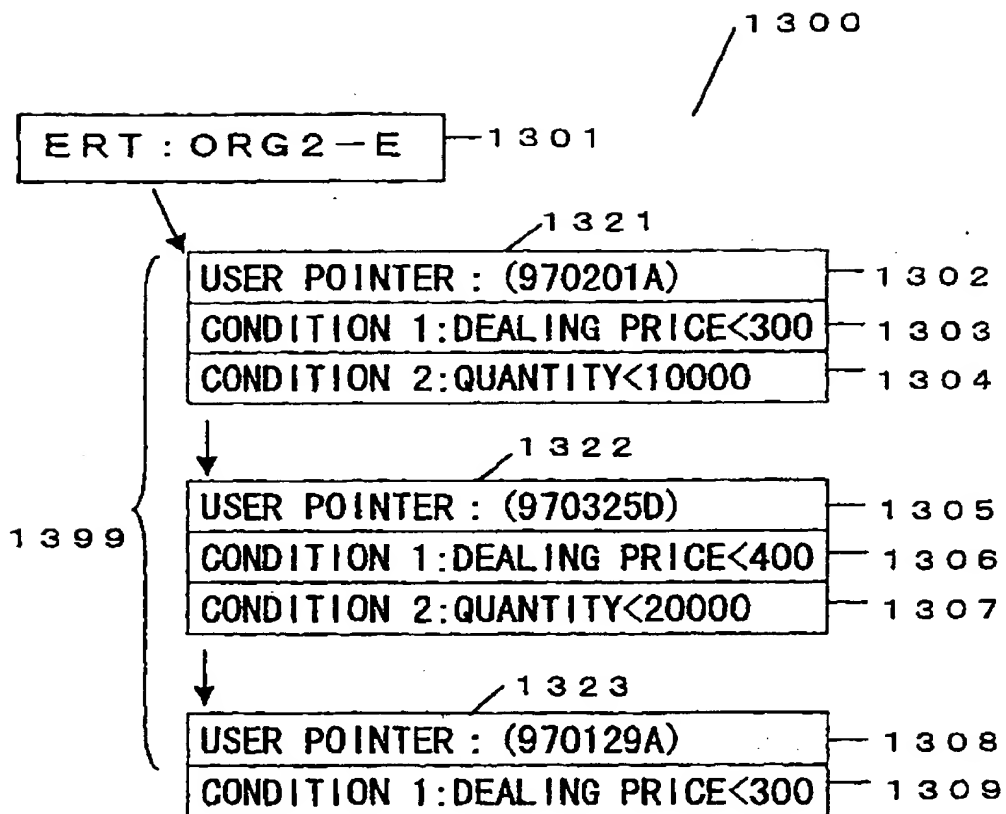 1300
ERT:ORG2-E
1301
1321
USER POINTER : (970201A)
1302
CONDITION 1:DEALING PRICE<300
1303
CONDITION 2:QUANTITY<10000
1304
1322
USER POINTER : (970325D)
1305
1399
CONDITION 1:DEALING PRICE<400
1306
CONDITION 2:QUANTITY<20000
1307
1323
USER POINTER : (970129A)
1308
CONDITION 1:DEALING PRICE<300
1309